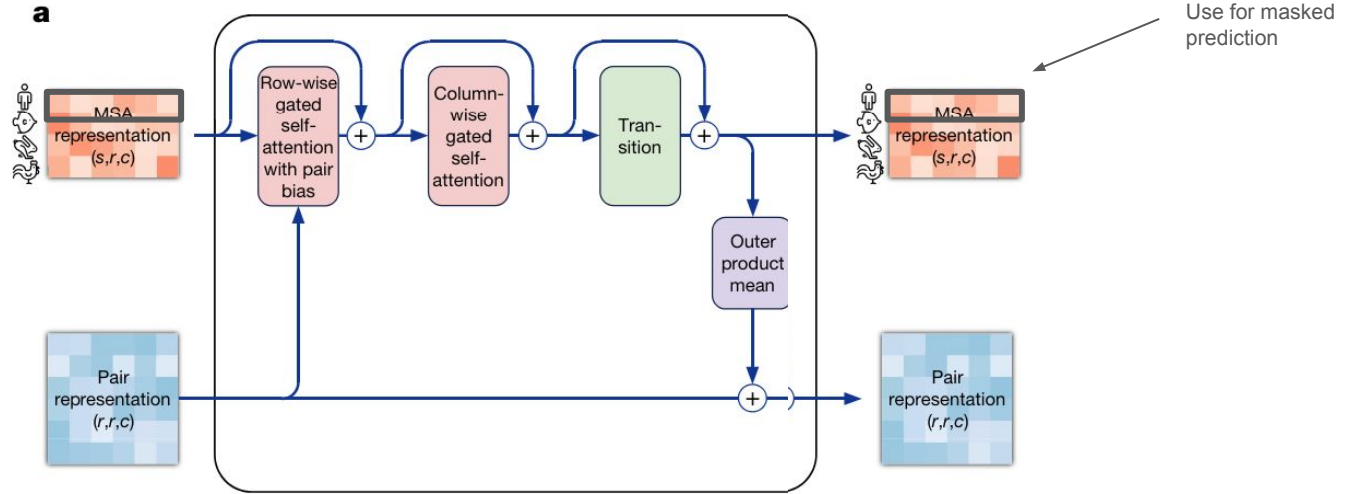 a
Use for masked
prediction
MSA
representation
(s,r,c)
Row-wise
gated
self-
attention
with pair
bias
+
Column-
wise
gated
self-
attention
+
Tran-
sition
+
MSA
representation
(s,r,c)
Outer
product
mean
Pair
representation
(r,r,c)
+
Pair
representation
(r,r,c)